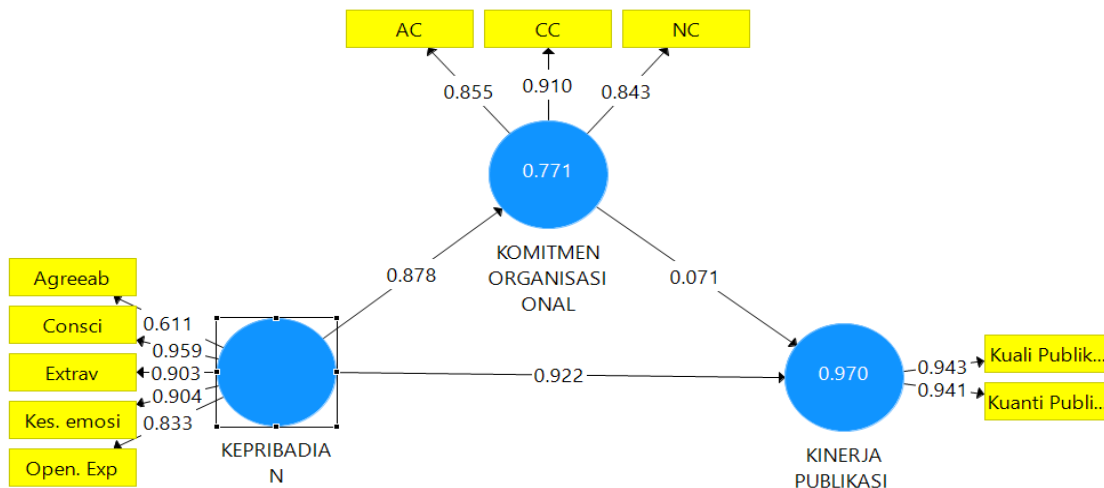 AC
CC
NC
0.855
0.910
0.843
0.771
KOMITMEN
ORGANISASI
ONAL
0.878
0.071
Agreeab
Consci
Extrav
Kes. emosi
Open. Exp
0.611
0.959
0.903
0.904
0.833
KEPRIBADIA
N
0.922
0.970
KINERJA
PUBLIKASI
0.943
0.941
Kuali Publik...
Kuanti Publi...